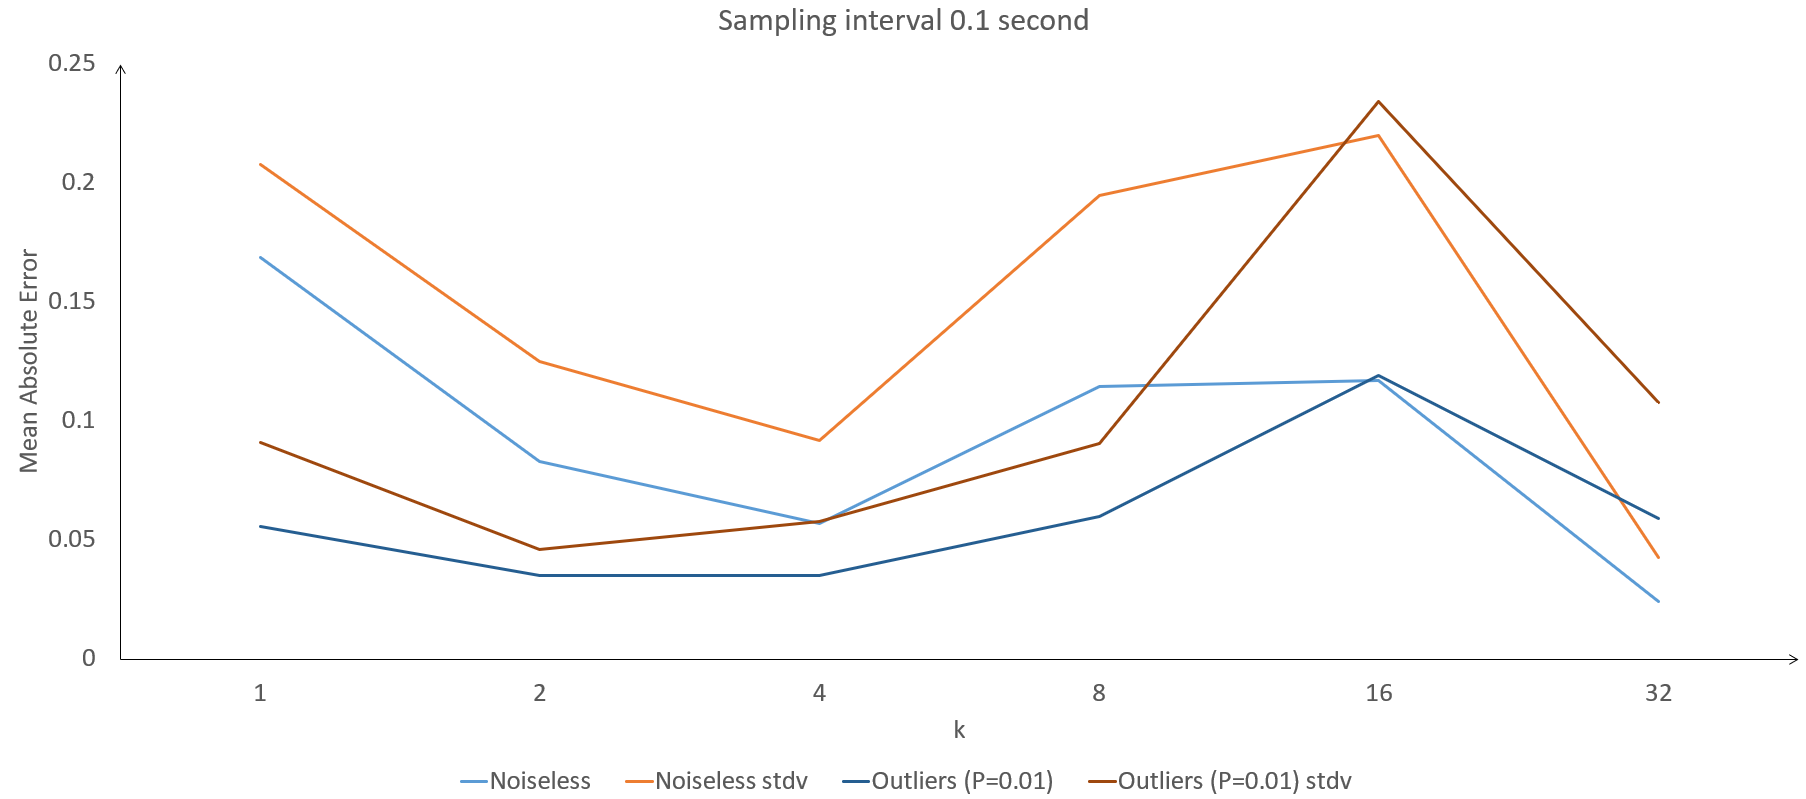 Sampling interval 0.1 second
0.25
0.2
0.15
0.1
0.05
0
Mean Absolute Error
1 2 4 8 16 32
k
Noiseless Noiseless stdv Outliers (P=0.01) Outliers (P=0.01) stdv